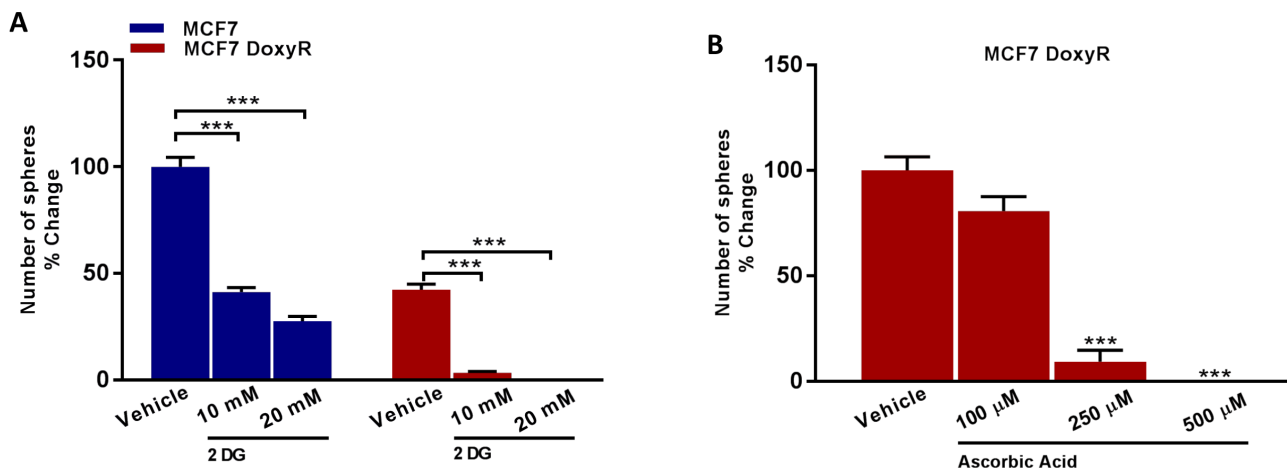 A
MCF7
MCF7 DoxyR
Number of spheres
% Change
150
100
50
0
***
***
***
***
Vehicle
10 mM
20 mM
2 DG
Vehicle
10 mM
20 mM
2 DG
B
MCF7 DoxyR
Number of spheres
% Change
150
100
50
0
***
***
Vehicle
100 μM
250 μM
500 μM
Ascorbic Acid